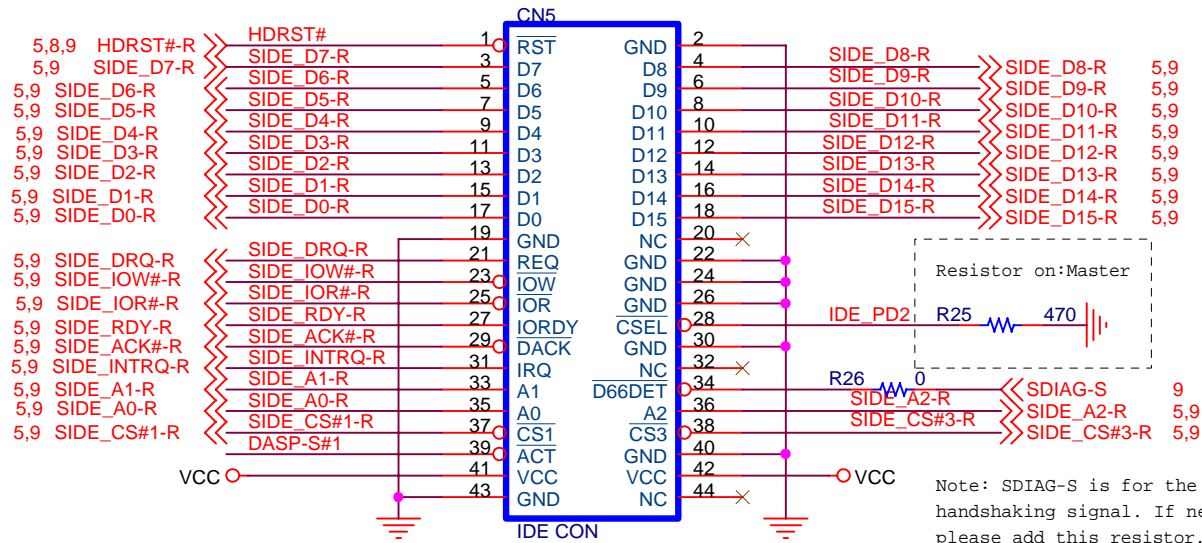 CN5
5,8,9 HDRST#-R HDRST# 1 RST GND 2
5,9 SIDE_D7-R SIDE_D7-R 3 D7 D8 4 SIDE_D8-R SIDE_D8-R 5,9
5,9 SIDE_D6-R SIDE_D6-R 5 D6 D9 6 SIDE_D9-R SIDE_D9-R 5,9
5,9 SIDE_D5-R SIDE_D5-R 7 D5 D10 8 SIDE_D10-R SIDE_D10-R 5,9
5,9 SIDE_D4-R SIDE_D4-R 9 D4 D11 10 SIDE_D11-R SIDE_D11-R 5,9
5,9 SIDE_D3-R SIDE_D3-R 11 D3 D12 12 SIDE_D12-R SIDE_D12-R 5,9
5,9 SIDE_D2-R SIDE_D2-R 13 D2 D13 14 SIDE_D13-R SIDE_D13-R 5,9
5,9 SIDE_D1-R SIDE_D1-R 15 D1 D14 16 SIDE_D14-R SIDE_D14-R 5,9
5,9 SIDE_D0-R SIDE_D0-R 17 D0 D15 18 SIDE_D15-R SIDE_D15-R 5,9
19 GND NC 20
5,9 SIDE_DRQ-R SIDE_DRQ-R 21 REQ GND 22
5,9 SIDE_IOW#-R SIDE_IOW#-R 23 IOW GND 24 Resistor on:Master
5,9 SIDE_IOR#-R SIDE_IOR#-R 25 IOR GND 26
5,9 SIDE_RDY-R SIDE_RDY-R 27 IORDY CSEL 28 IDE_PD2 R25 470
5,9 SIDE_ACK#-R SIDE_ACK#-R 29 DACK GND 30
5,9 SIDE_INTRQ-R SIDE_INTRQ-R 31 IRQ NC 32
5,9 SIDE_A1-R SIDE_A1-R 33 A1 D66DET 34 R26 0 SDIAG-S 9
5,9 SIDE_A0-R SIDE_A0-R 35 A0 A2 36 SIDE_A2-R SIDE_A2-R 5,9
5,9 SIDE_CS#1-R SIDE_CS#1-R 37 CS1 CS3 38 SIDE_CS#3-R SIDE_CS#3-R 5,9
DASP-S#1 39 ACT GND 40
VCC 41 VCC VCC 42 VCC
43 GND NC 44
IDE CON
Note: SDIAG-S is for the
handshaking signal. If ne
please add this resistor.